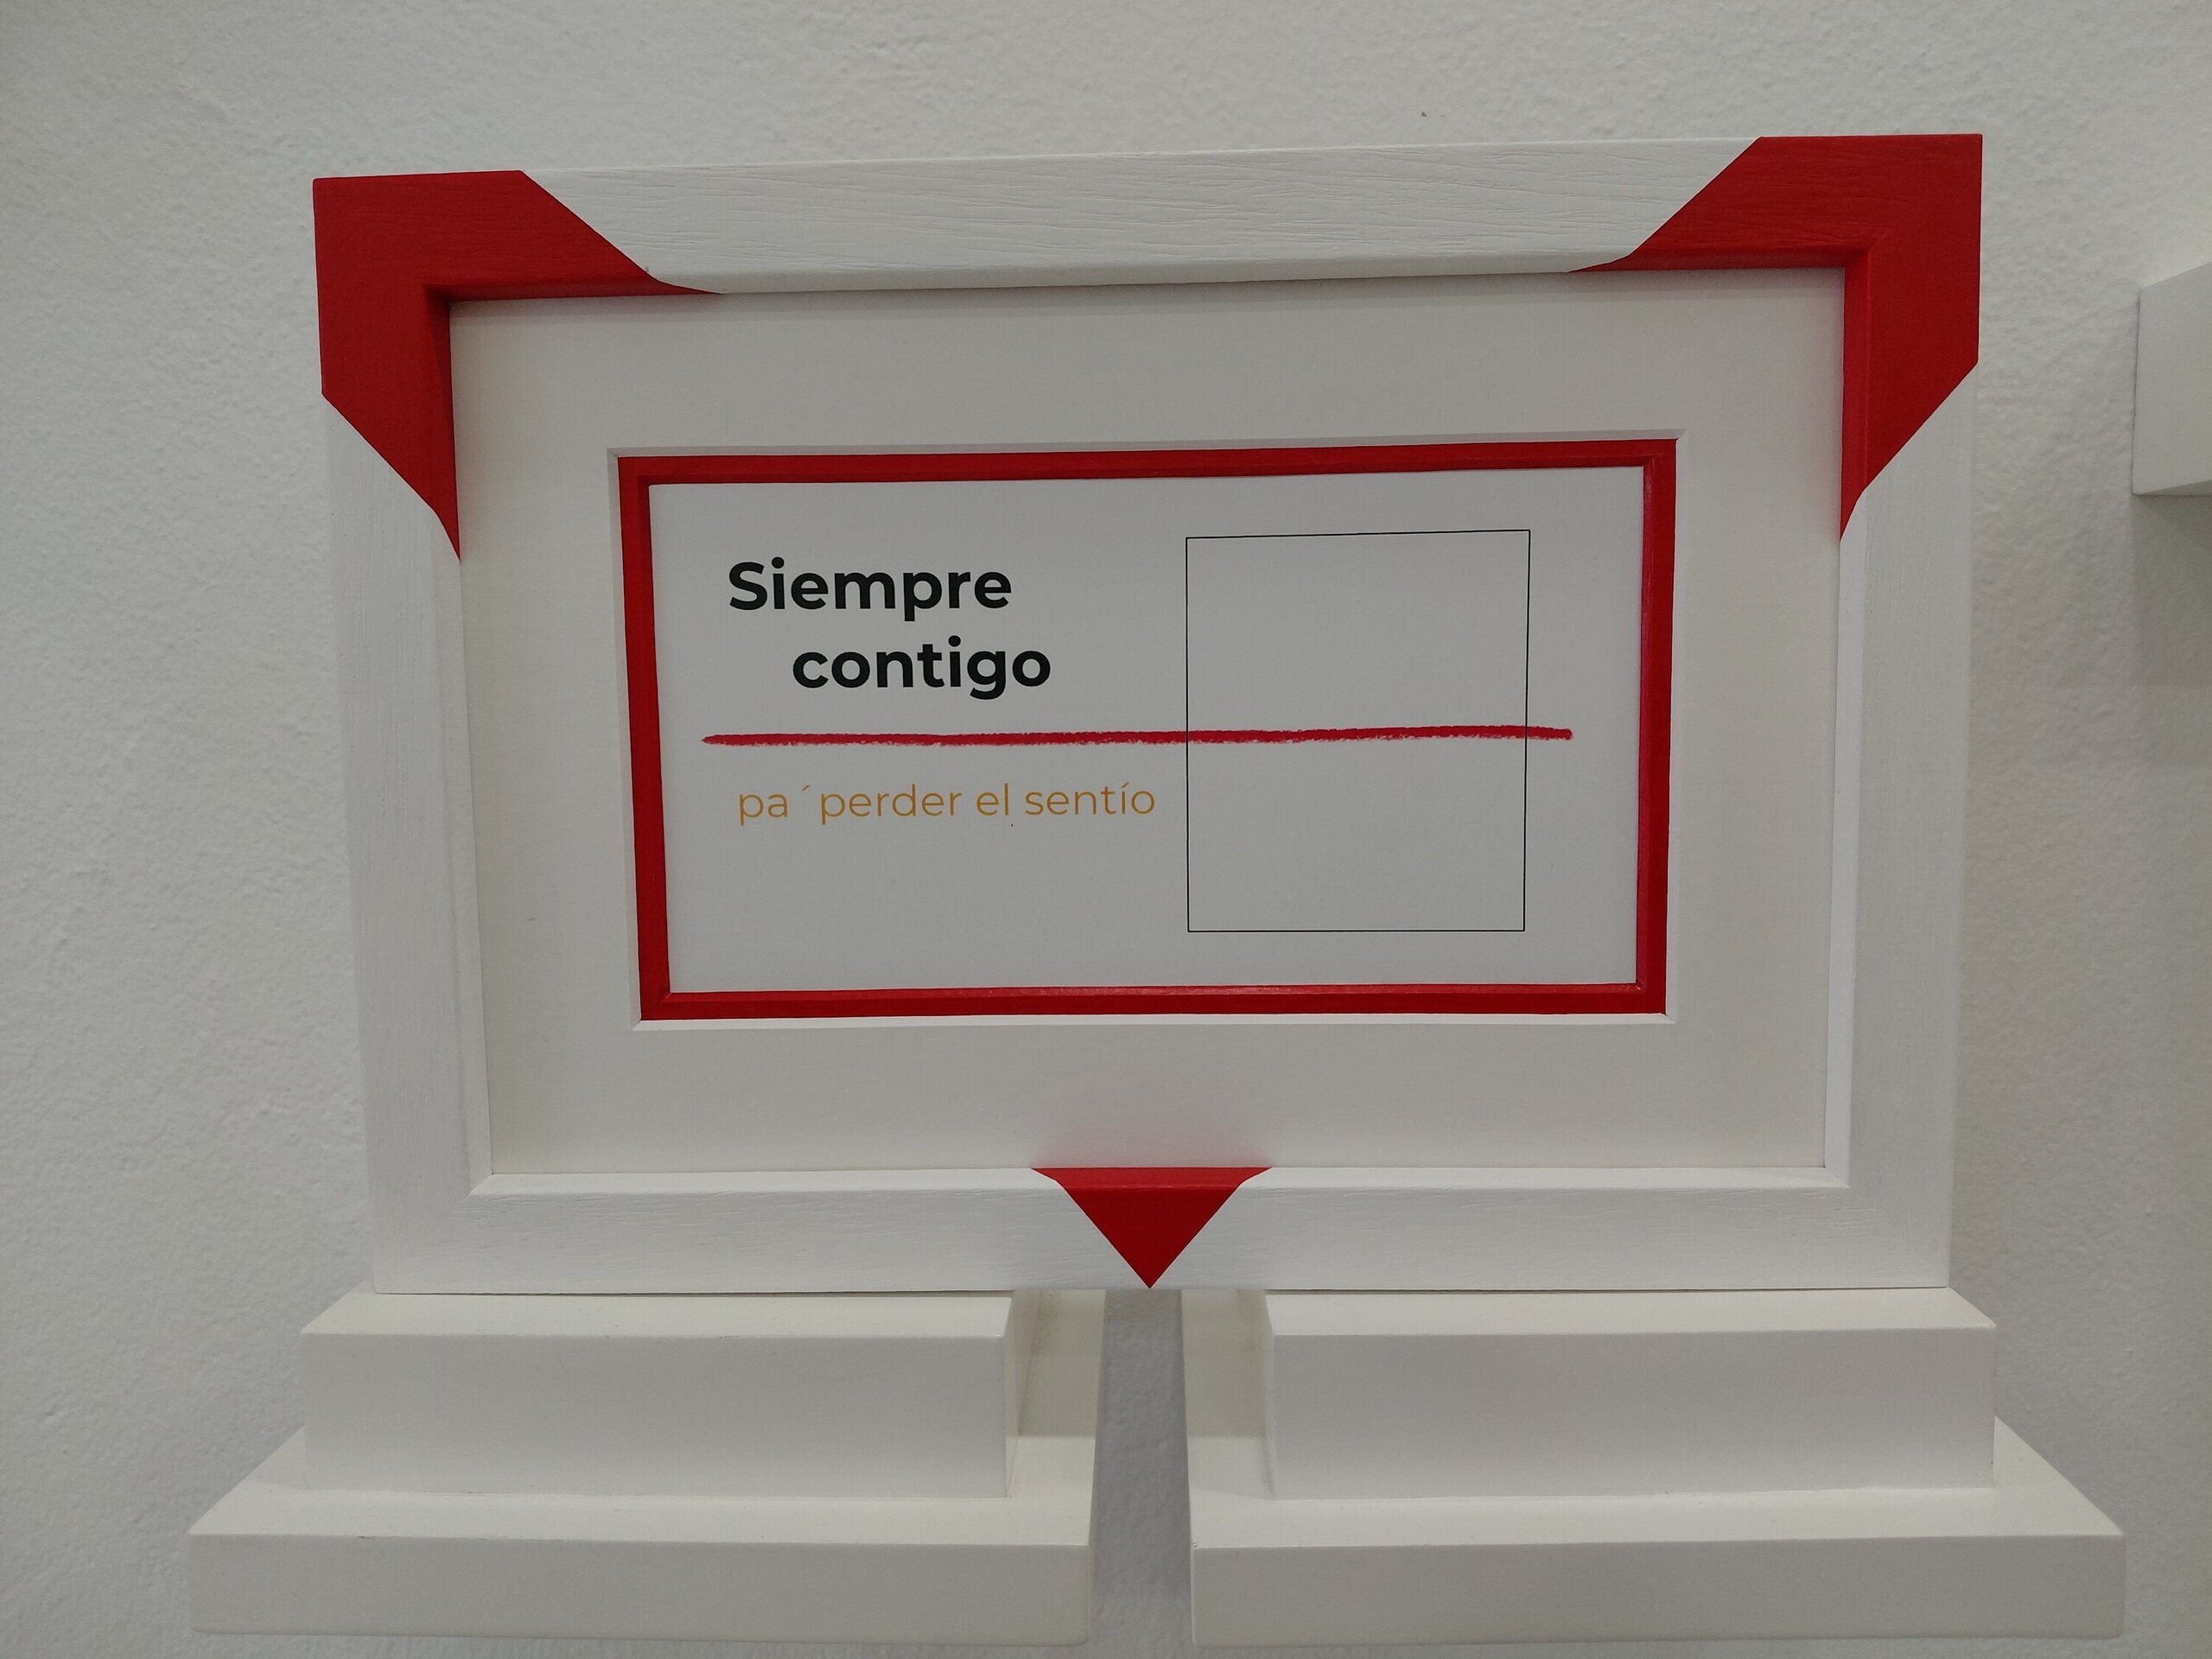 Siempre
contigo
pa´perder el sentío